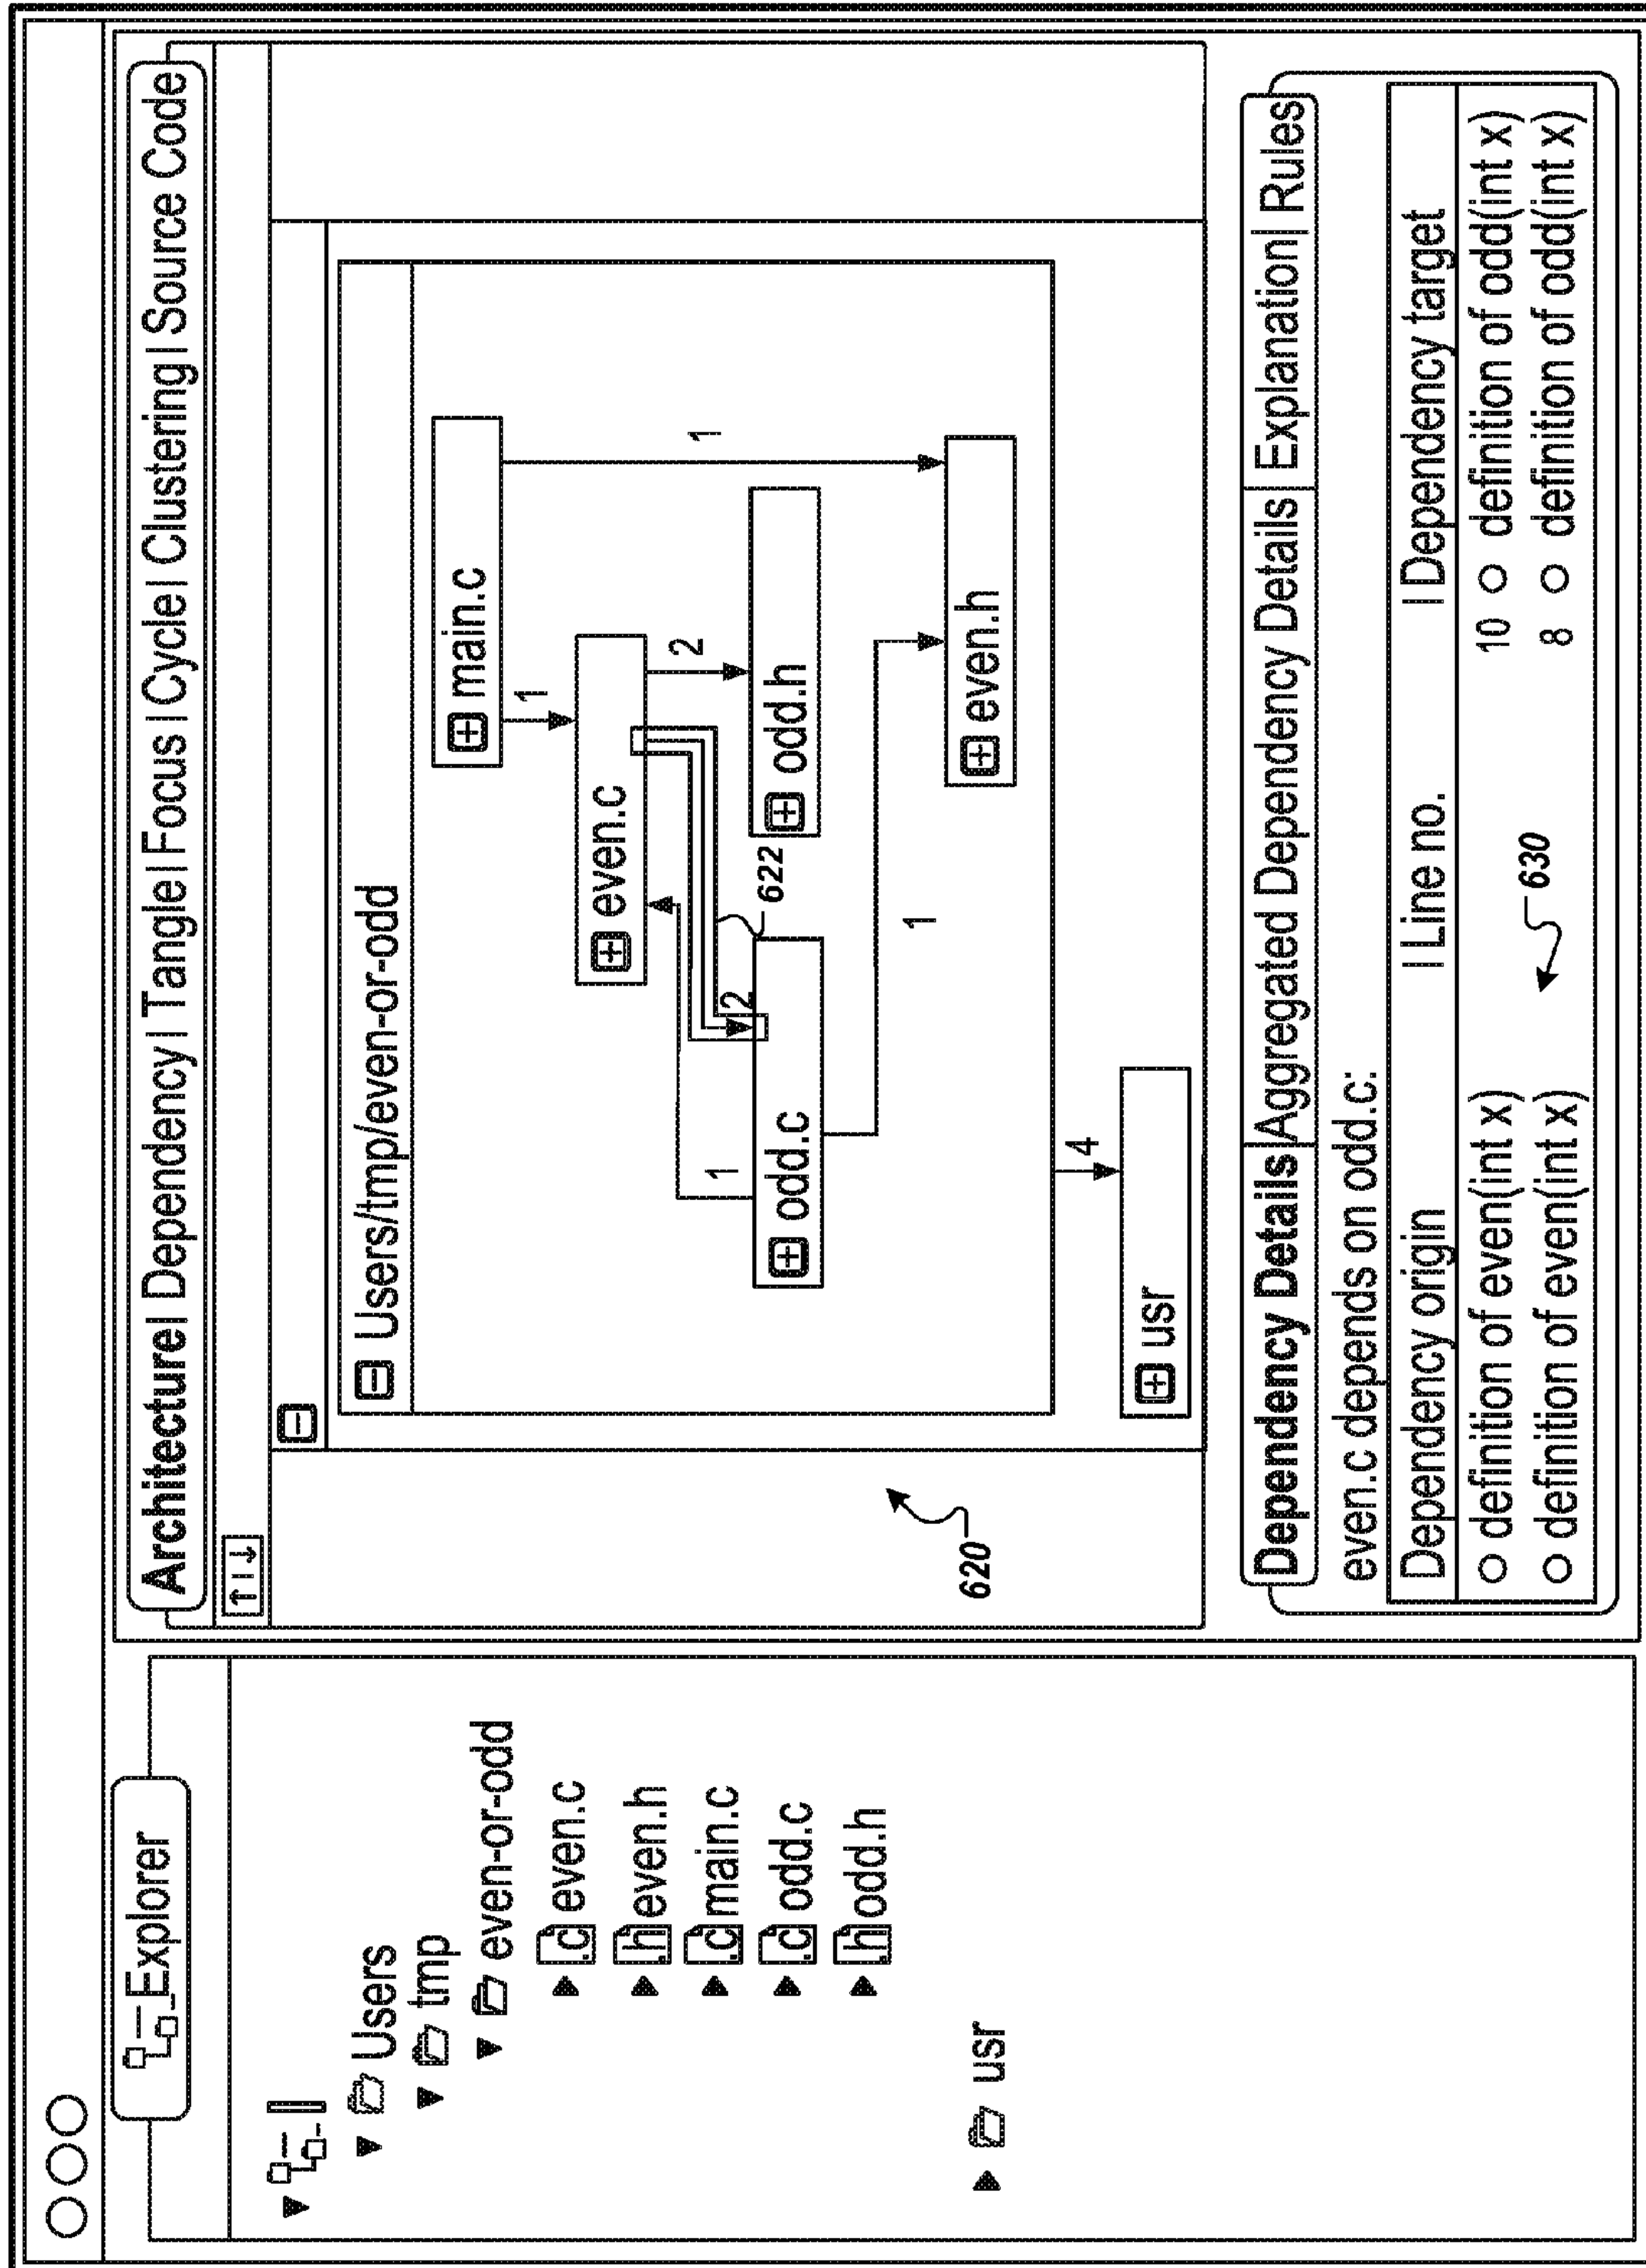 Explorer
Users
tmp
even-or-odd
.c even.c
.h even.h
.c main.c
.c odd.c
.h odd.h
usr
Architecture| Dependency | Tangle | Focus | Cycle | Clustering | Source Code
Users/tmp/even-or-odd
main.c
1
even.c
2
1
odd.h
622
2
1
odd.c
1
even.h
4
usr
620
Dependency Details | Aggregated Dependency Details | Explanation | Rules
even.c depends on odd.c:
Dependency origin | Line no. | Dependency target
definition of even(int x) 10 definition of odd(int x)
definition of even(int x) 8 definition of odd(int x)
630